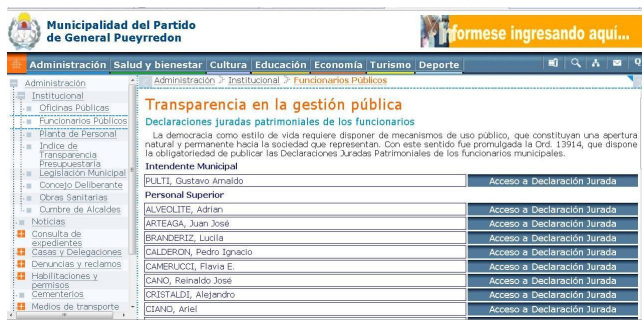 Municipalidad del Partido
de General Pueyrredon
fórmese ingresando aquí...
Administración Salud y bienestar Cultura Educación Economía Turismo Deporte
Administración
Institucional
Oficinas Públicas
Funcionarios Públicos
Planta de Personal
Indice de
Transparencia
Presupuestaria
Legislación Municipal
Concejo Deliberante
Obras Sanitarias
Cumbre de Alcaldes
Noticias
Consulta de
expedientes
Casas y Delegaciones
Denuncias y reclamos
Habilitaciones y
permisos
Cementerios
Medios de transporte
Administración > Institucional > Funcionarios Públicos
Transparencia en la gestión pública
Declaraciones juradas patrimoniales de los funcionarios
La democracia como estilo de vida requiere disponer de mecanismos de uso público, que constituyan una apertura
natural y permanente hacia la sociedad que representan. Con este sentido fue promulgada la Ord. 13914, que dispone
la obligatoriedad de publicar las Declaraciones Juradas Patrimoniales de los funcionarios municipales.
Intendente Municipal
PULTI, Gustavo Arnaldo Acceso a Declaración Jurada
Personal Superior
ALVEOLITE, Adrian Acceso a Declaración Jurada
ARTEAGA, Juan José Acceso a Declaración Jurada
BRANDERIZ, Lucila Acceso a Declaración Jurada
CALDERON, Pedro Ignacio Acceso a Declaración Jurada
CAMERUCCI, Flavia E. Acceso a Declaración Jurada
CANO, Reinaldo José Acceso a Declaración Jurada
CRISTALDI, Alejandro Acceso a Declaración Jurada
CIANO, Ariel Acceso a Declaración Jurada